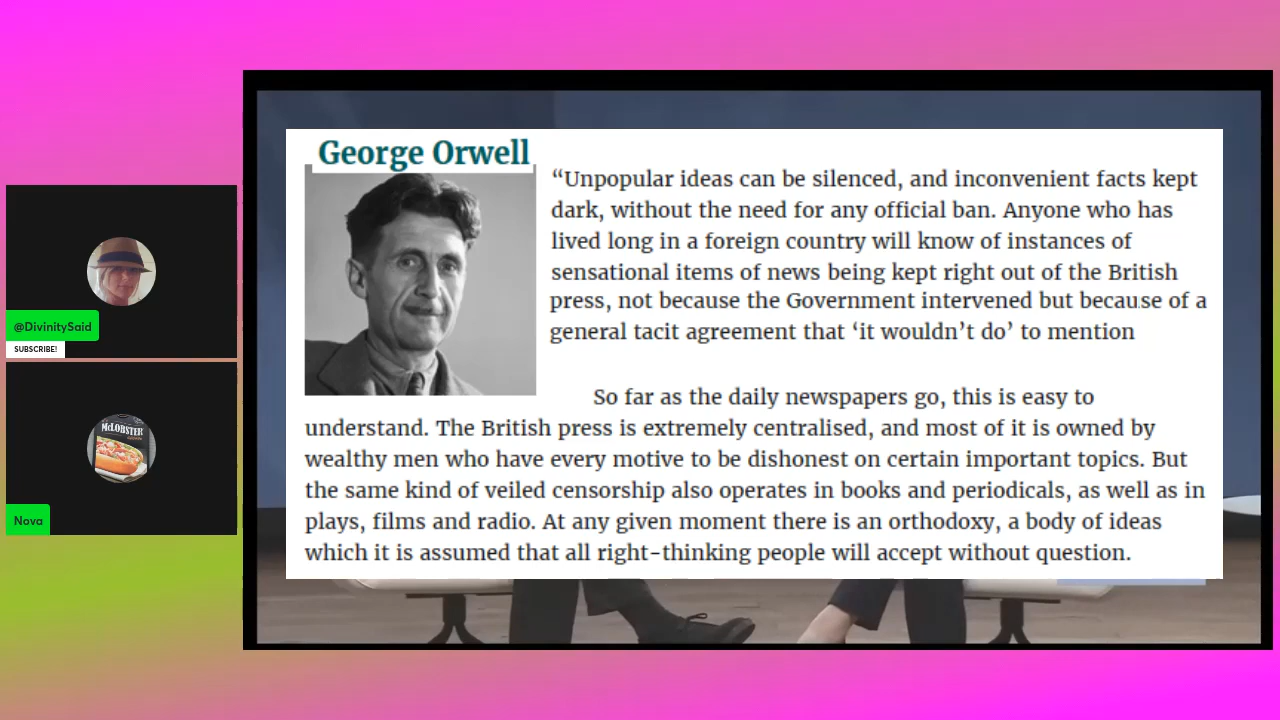 George Orwell
“Unpopular ideas can be silenced, and inconvenient facts kept
dark, without the need for any official ban. Anyone who has
lived long in a foreign country will know of instances of
sensational items of news being kept right out of the British
press, not because the Government intervened but because of a
general tacit agreement that ‘it wouldn’t do’ to mention
So far as the daily newspapers go, this is easy to
understand. The British press is extremely centralised, and most of it is owned by
wealthy men who have every motive to be dishonest on certain important topics. But
the same kind of veiled censorship also operates in books and periodicals, as well as in
plays, films and radio. At any given moment there is an orthodoxy, a body of ideas
which it is assumed that all right-thinking people will accept without question.
@DivinitySaid
SUBSCRIBE!
McLOBSTER
Nova